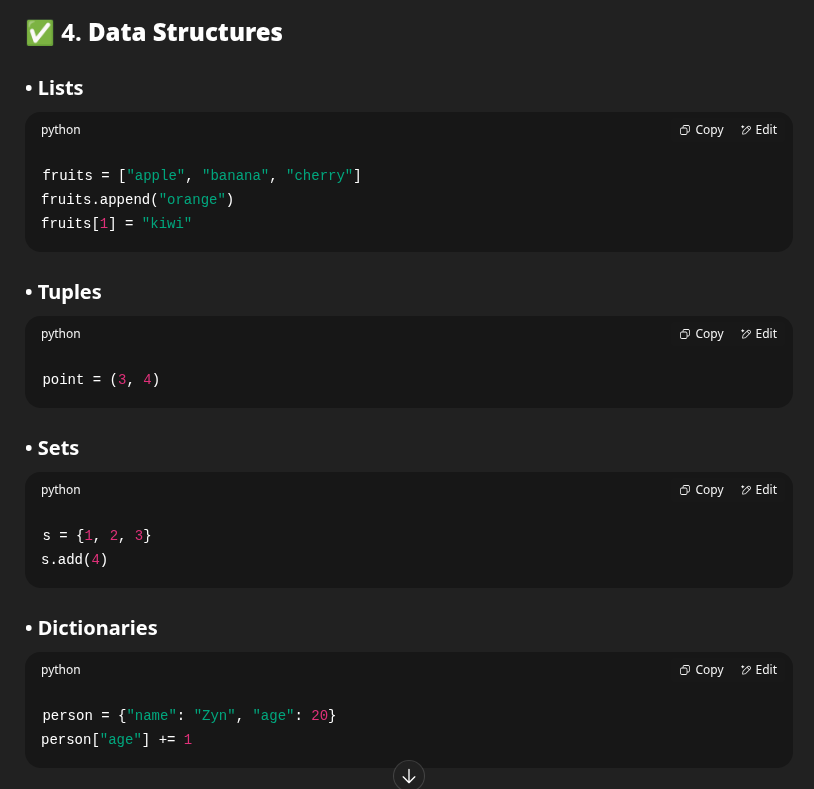 ✅ 4. Data Structures
• Lists
python Copy Edit
fruits = ["apple", "banana", "cherry"]
fruits.append("orange")
fruits[1] = "kiwi"
• Tuples
python Copy Edit
point = (3, 4)
• Sets
python Copy Edit
s = {1, 2, 3}
s.add(4)
• Dictionaries
python Copy Edit
person = {"name": "Zyn", "age": 20}
person["age"] += 1